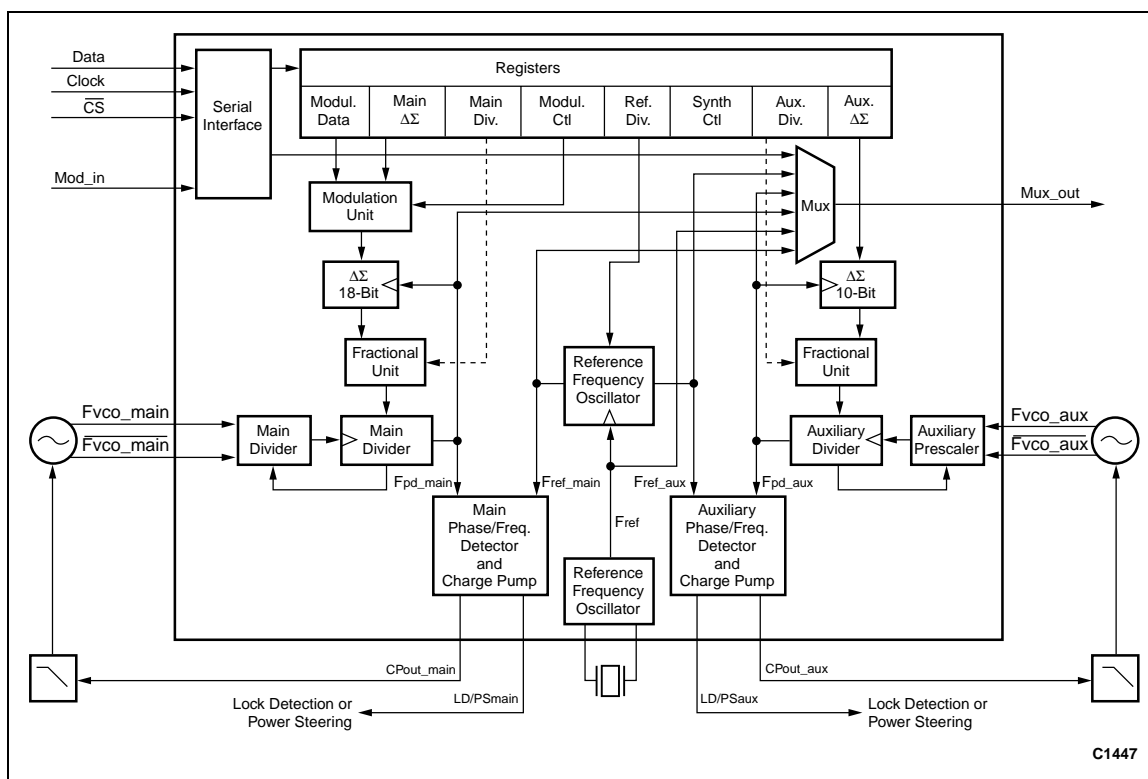 Data
Clock
CS
Mod_in
Serial
Interface
Registers
Modul.
Data
Main
ΔΣ
Main
Div.
Modul.
Ctl
Ref.
Div.
Synth
Ctl
Aux.
Div.
Aux.
ΔΣ
Modulation
Unit
Mux
Mux_out
ΔΣ
18-Bit
ΔΣ
10-Bit
Fractional
Unit
Reference
Frequency
Oscillator
Fractional
Unit
Fvco_main
Fvco_main
Main
Divider
Main
Divider
Auxiliary
Divider
Auxiliary
Prescaler
Fvco_aux
Fvco_aux
Fpd_main
Fref_main
Fref_aux
Fpd_aux
Fref
Main
Phase/Freq.
Detector
and
Charge Pump
Reference
Frequency
Oscillator
Auxiliary
Phase/Freq.
Detector
and
Charge Pump
CPout_main
CPout_aux
LD/PSmain
LD/PSaux
Lock Detection or
Power Steering
Lock Detection or
Power Steering
C1447